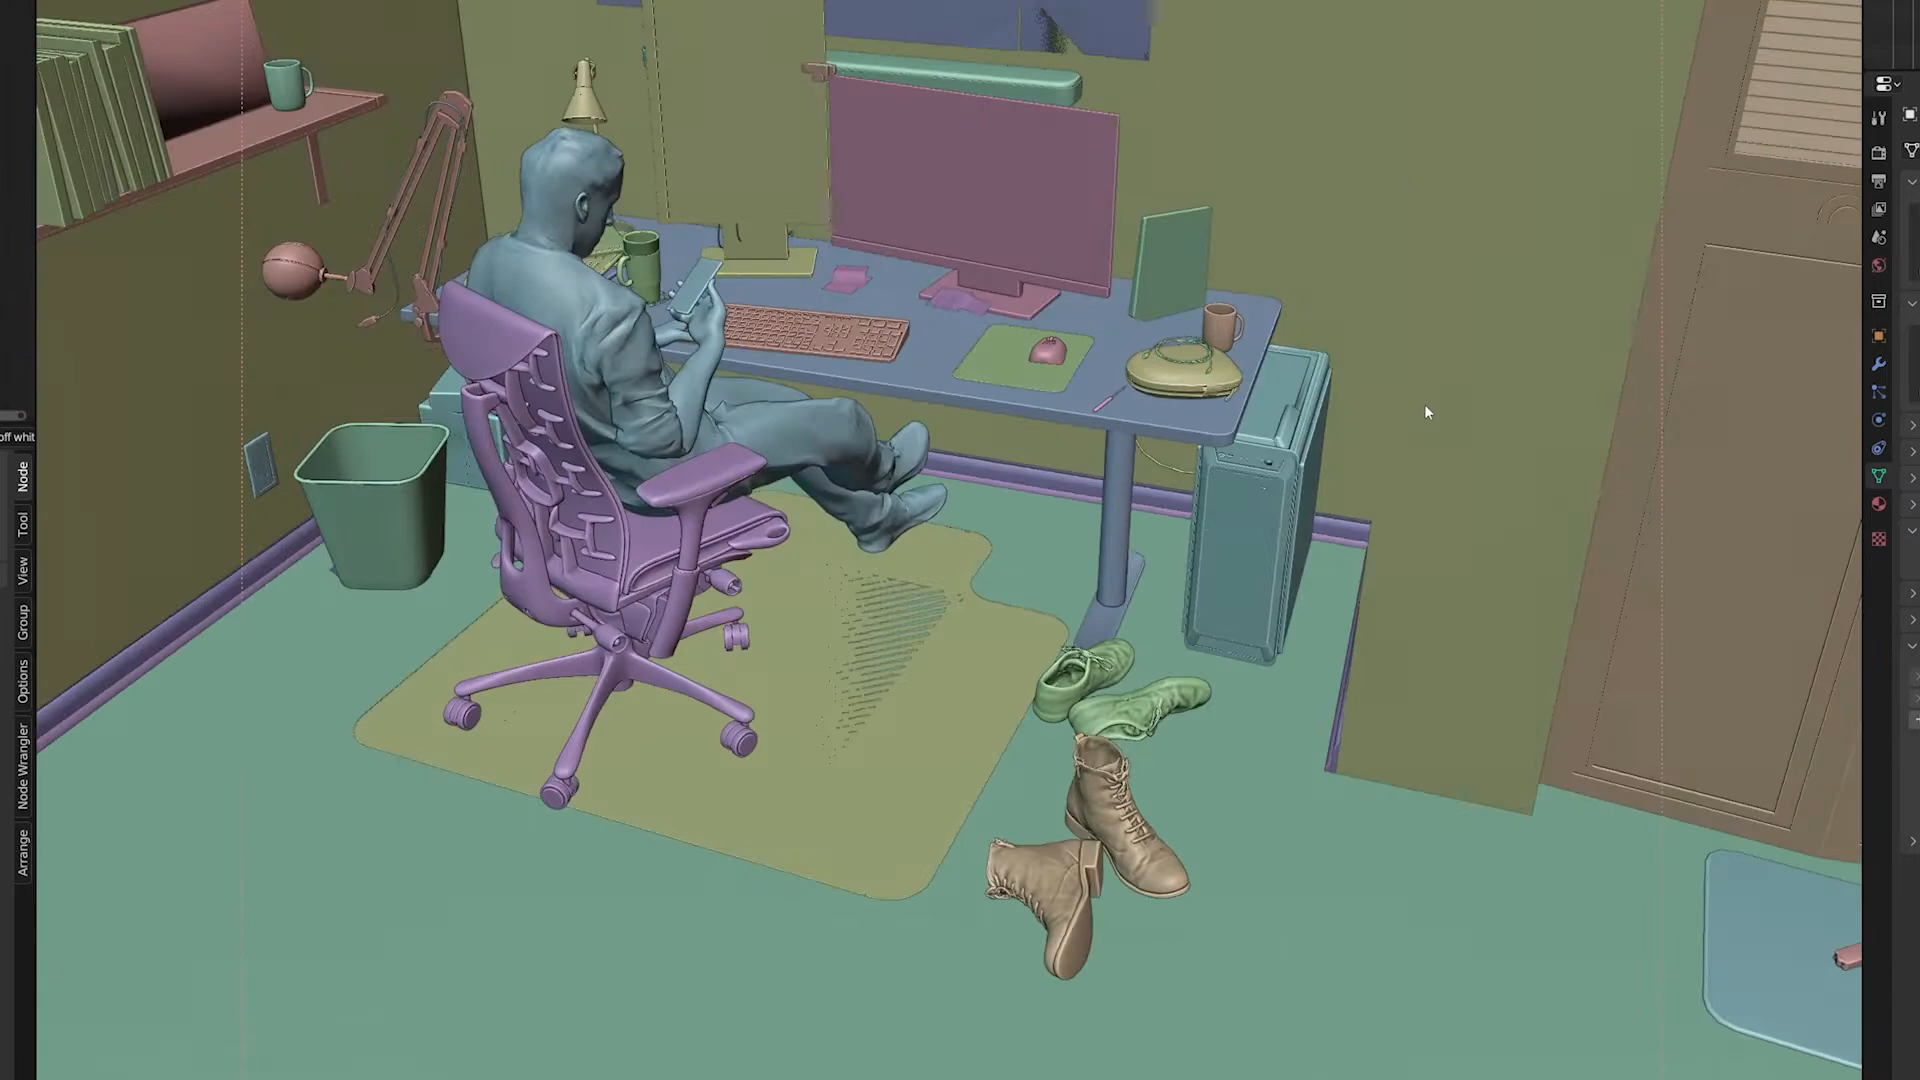 off whit
Node
Tool
View
Group
Options
Node Wrangler
Arrange